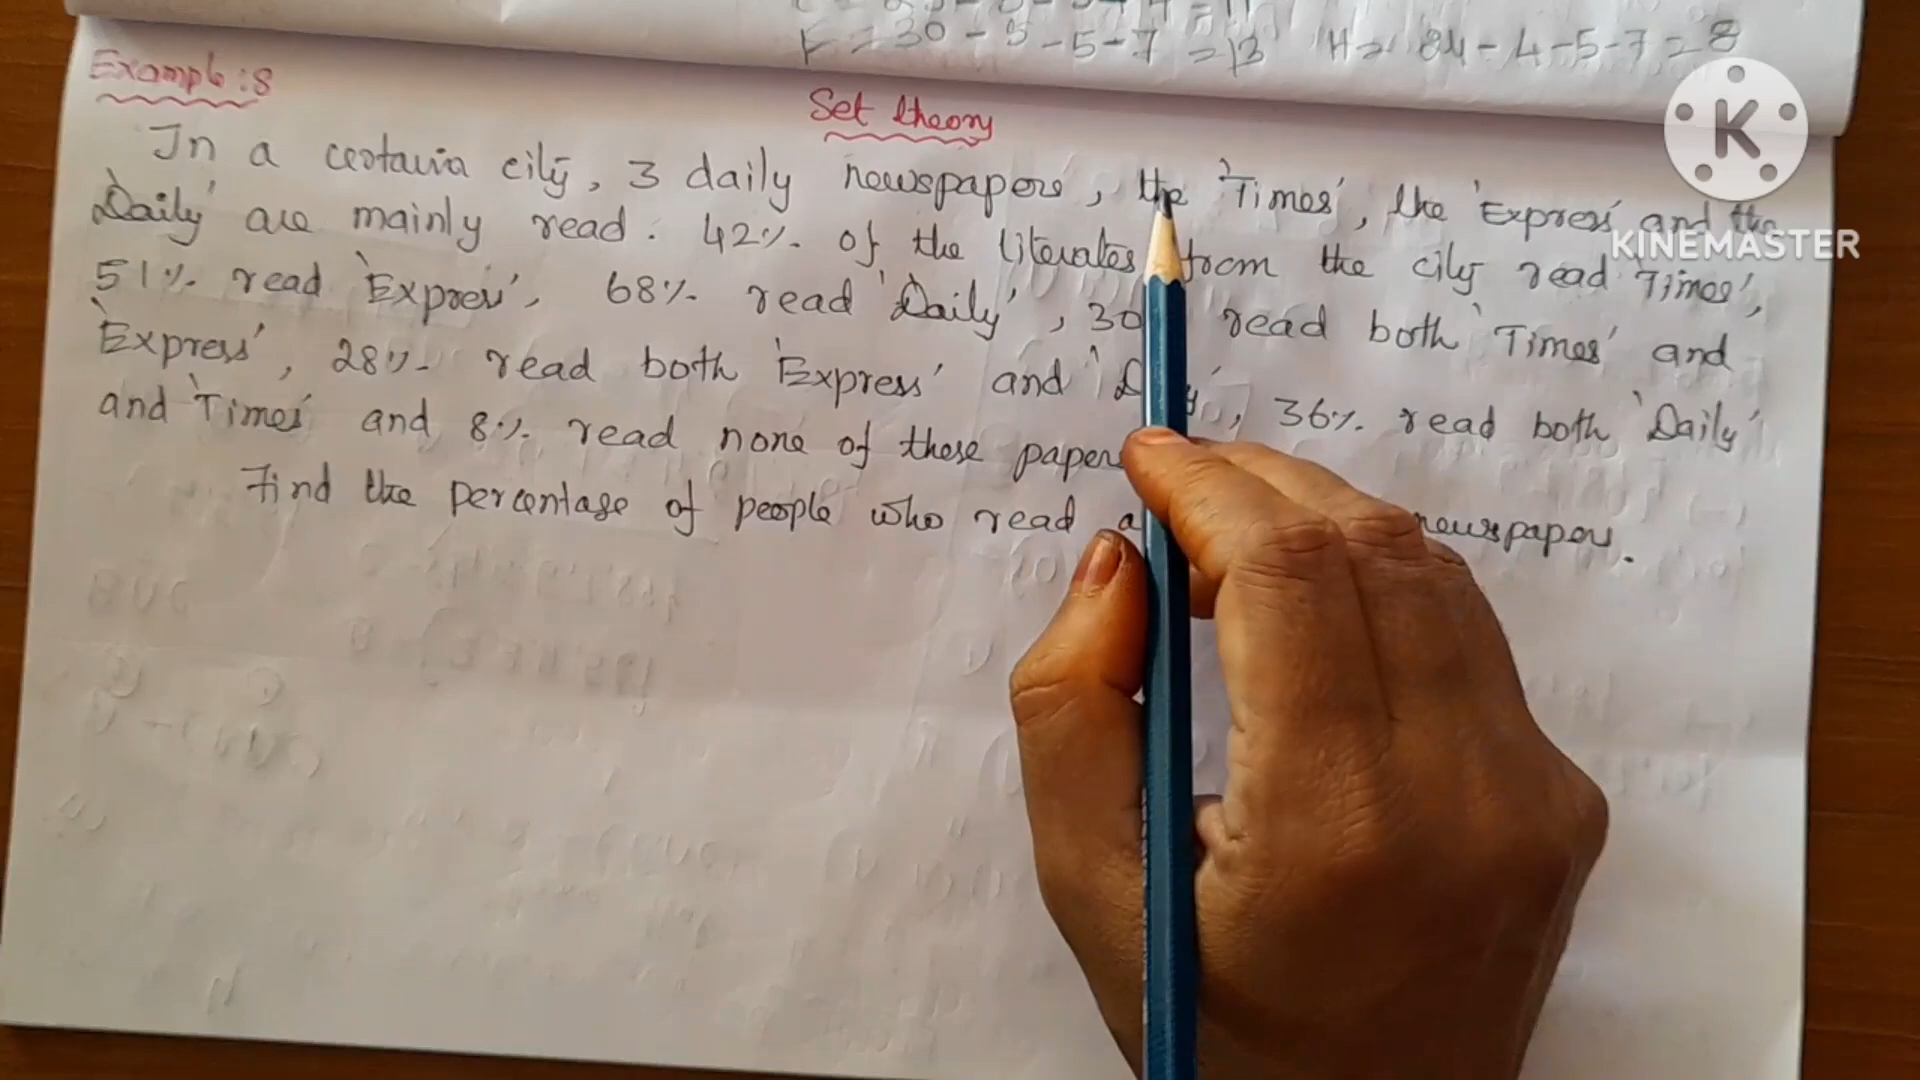 F = 30 - 5 - 5 - 7 = 13 H = 24 - 4 - 5 - 7 = 8
Example : 8
Set theory
In a certain city, 3 daily newspapers, the 'Times', the 'Express' and the
'Daily' are mainly read. 42% of the literates from the city read 'Times',
51% read 'Express', 68% read 'Daily', 30 read both 'Times' and
'Express', 28% read both 'Express' and 36% read both 'Daily'
and 'Times' and 8% read none of these papers
Find the percentage of people who read newspapers.
K
KINEMASTER